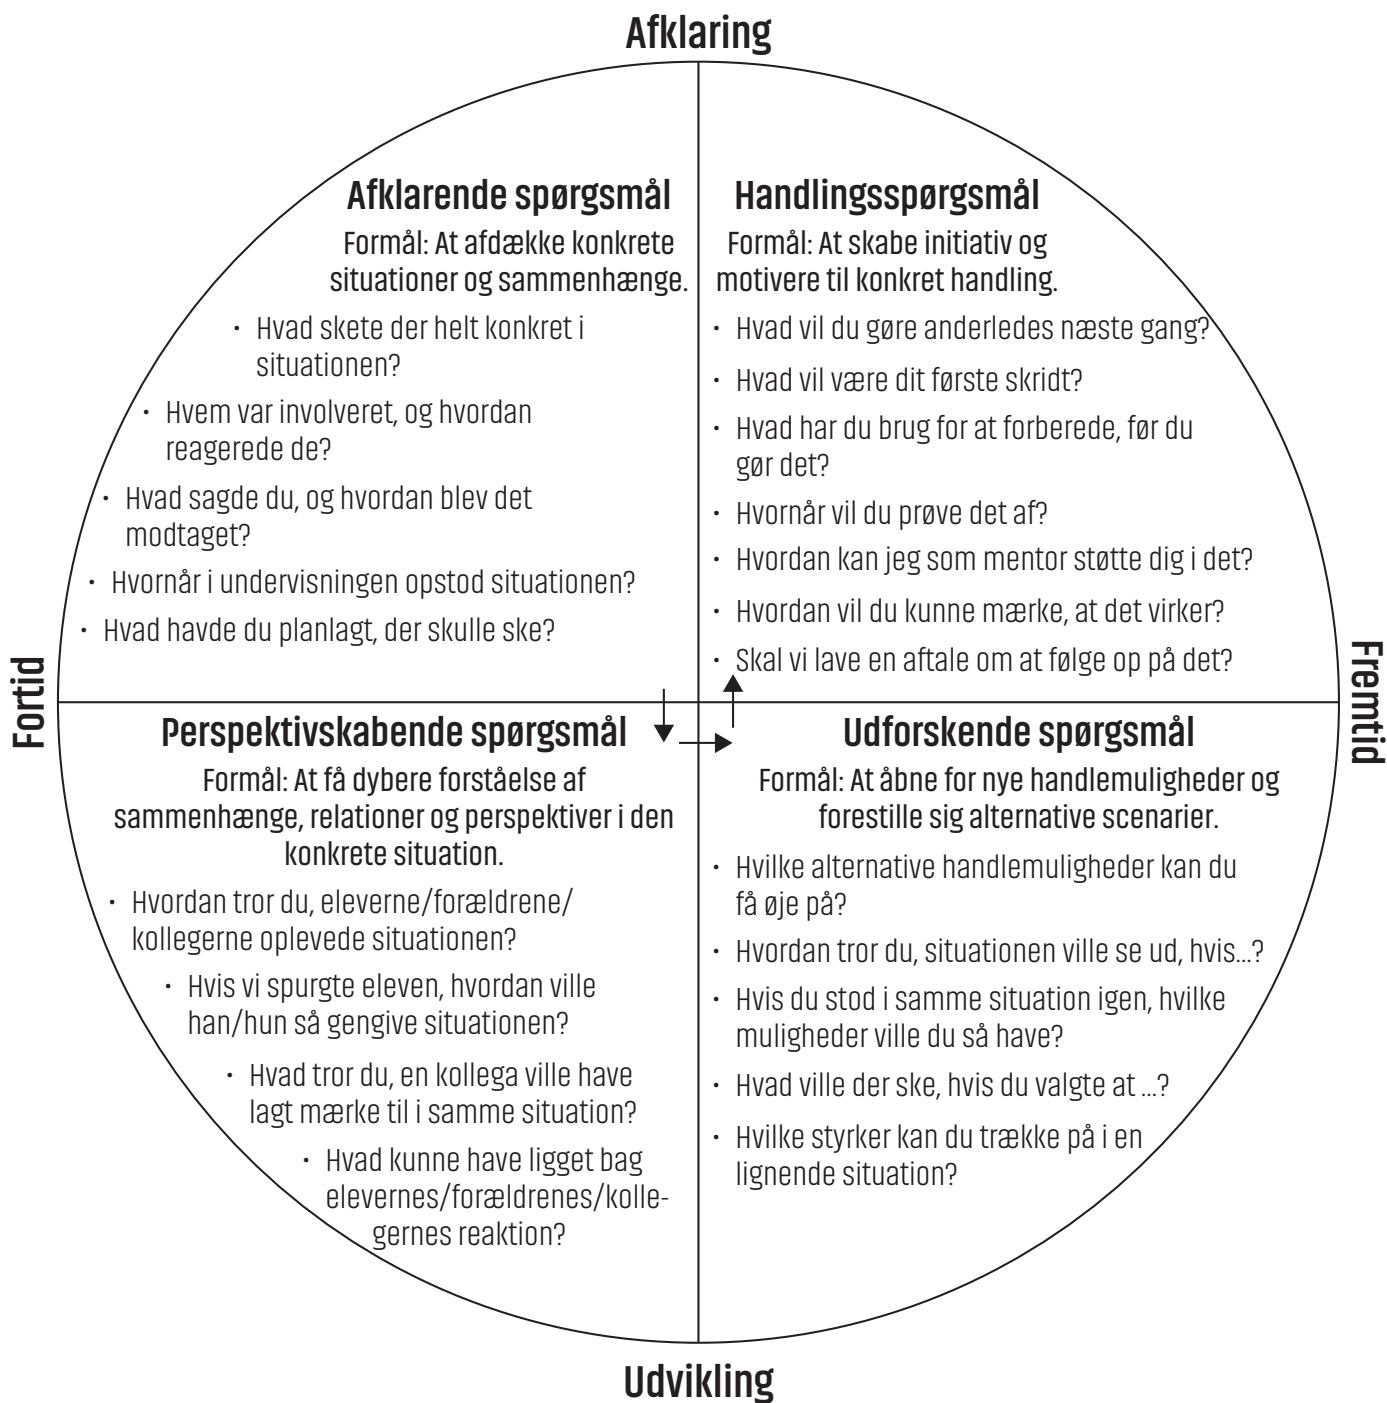 Afklaring
Afklarende spørgsmål
Formål: At afdække konkrete
situationer og sammenhænge.
• Hvad skete der helt konkret i
situationen?
• Hvem var involveret, og hvordan
reagerede de?
• Hvad sagde du, og hvordan blev det
modtaget?
• Hvornår i undervisningen opstod situationen?
• Hvad havde du planlagt, der skulle ske?
Handlingsspørgsmål
Formål: At skabe initiativ og
motivere til konkret handling.
• Hvad vil du gøre anderledes næste gang?
• Hvad vil være dit første skridt?
• Hvad har du brug for at forberede, før du
gør det?
• Hvornår vil du prøve det af?
• Hvordan kan jeg som mentor støtte dig i det?
• Hvordan vil du kunne mærke, at det virker?
• Skal vi lave en aftale om at følge op på det?
Fortid
Fremtid
Perspektivskabende spørgsmål
Formål: At få dybere forståelse af
sammenhænge, relationer og perspektiver i den
konkrete situation.
• Hvordan tror du, eleverne/forældrene/
kollegerne oplevede situationen?
• Hvis vi spurgte eleven, hvordan ville
han/hun så gengive situationen?
• Hvad tror du, en kollega ville have
lagt mærke til i samme situation?
• Hvad kunne have ligget bag
elevernes/forældrenes/kolle-
gernes reaktion?
Udforskende spørgsmål
Formål: At åbne for nye handlemuligheder og
forestille sig alternative scenarier.
• Hvilke alternative handlemuligheder kan du
få øje på?
• Hvordan tror du, situationen ville se ud, hvis...?
• Hvis du stod i samme situation igen, hvilke
muligheder ville du så have?
• Hvad ville der ske, hvis du valgte at ...?
• Hvilke styrker kan du trække på i en
lignende situation?
Udvikling